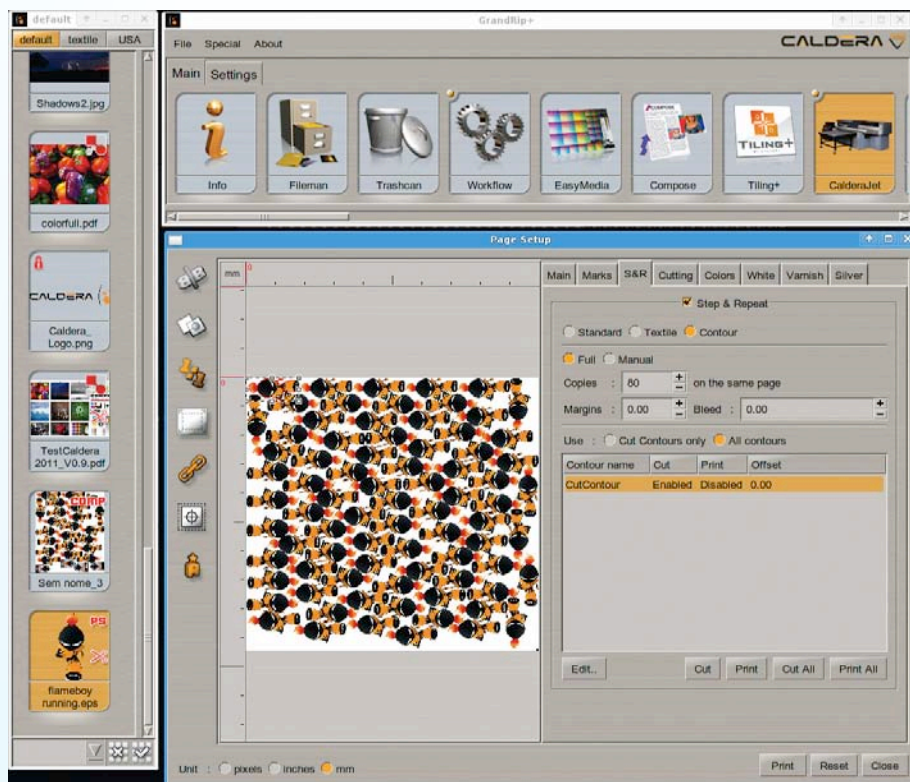 default
default textile USA
Shadows2.jpg
colorfull.pdf
CALDERA
Caldera_
Logo.png
TestCaldera
2011_V0.9.pdf
COMP
Sem nome_3
PS
flameboy
running.eps
GrandRip+
File Special About
CALDERA
Main Settings
COMPOSE
TILING+
Info Fileman Trashcan Workflow EasyMedia Compose Tiling+ CalderaJet
Page Setup
mm 0
0
Main Marks S&R Cutting Colors White Varnish Silver
Step & Repeat
Standard Textile Contour
Full Manual
Copies : 80 + − on the same page
Margins : 0.00 + − Bleed : 0.00 + −
Use : Cut Contours only All contours
Contour name Cut Print Offset
CutContour Enabled Disabled 0.00
Edit.. Cut Print Cut All Print All
Unit : pixels inches mm
Print Reset Close